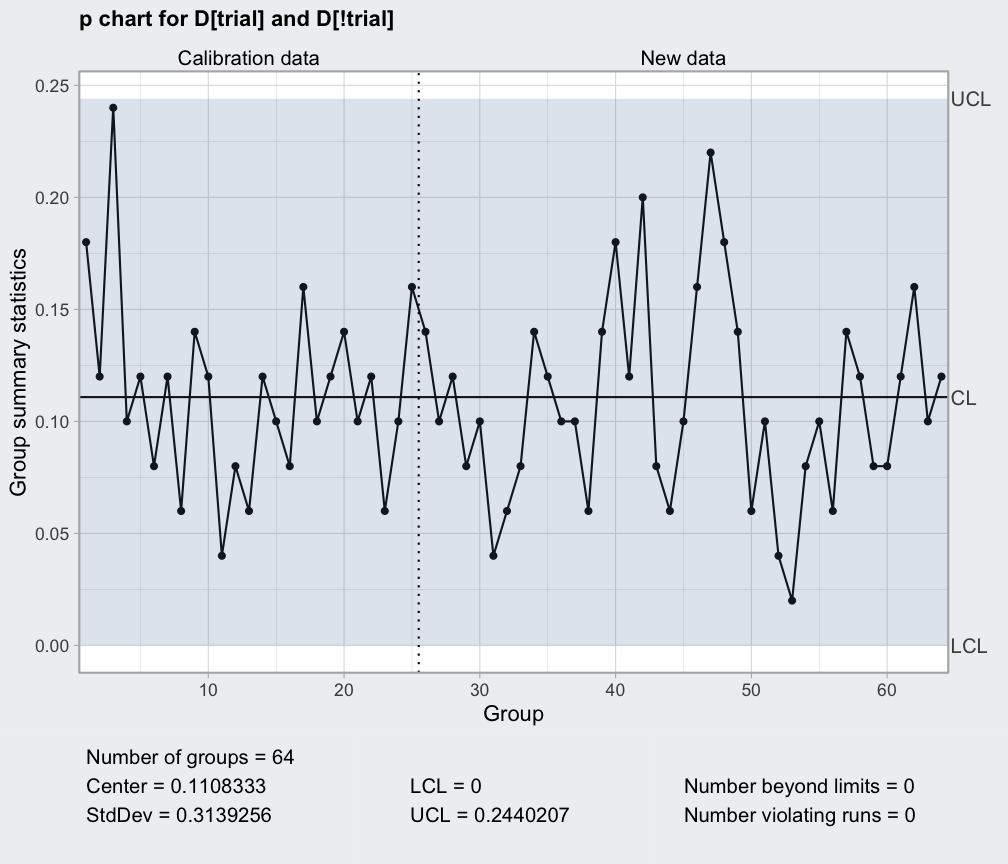 p chart for D[trial] and D[!trial]
Calibration data New data
0.25
UCL
0.20
0.15
CL
0.10
0.05
0.00
LCL
Group summary statistics
10 20 30 40 50 60
Group
Number of groups = 64
Center = 0.1108333 LCL = 0 Number beyond limits = 0
StdDev = 0.3139256 UCL = 0.2440207 Number violating runs = 0